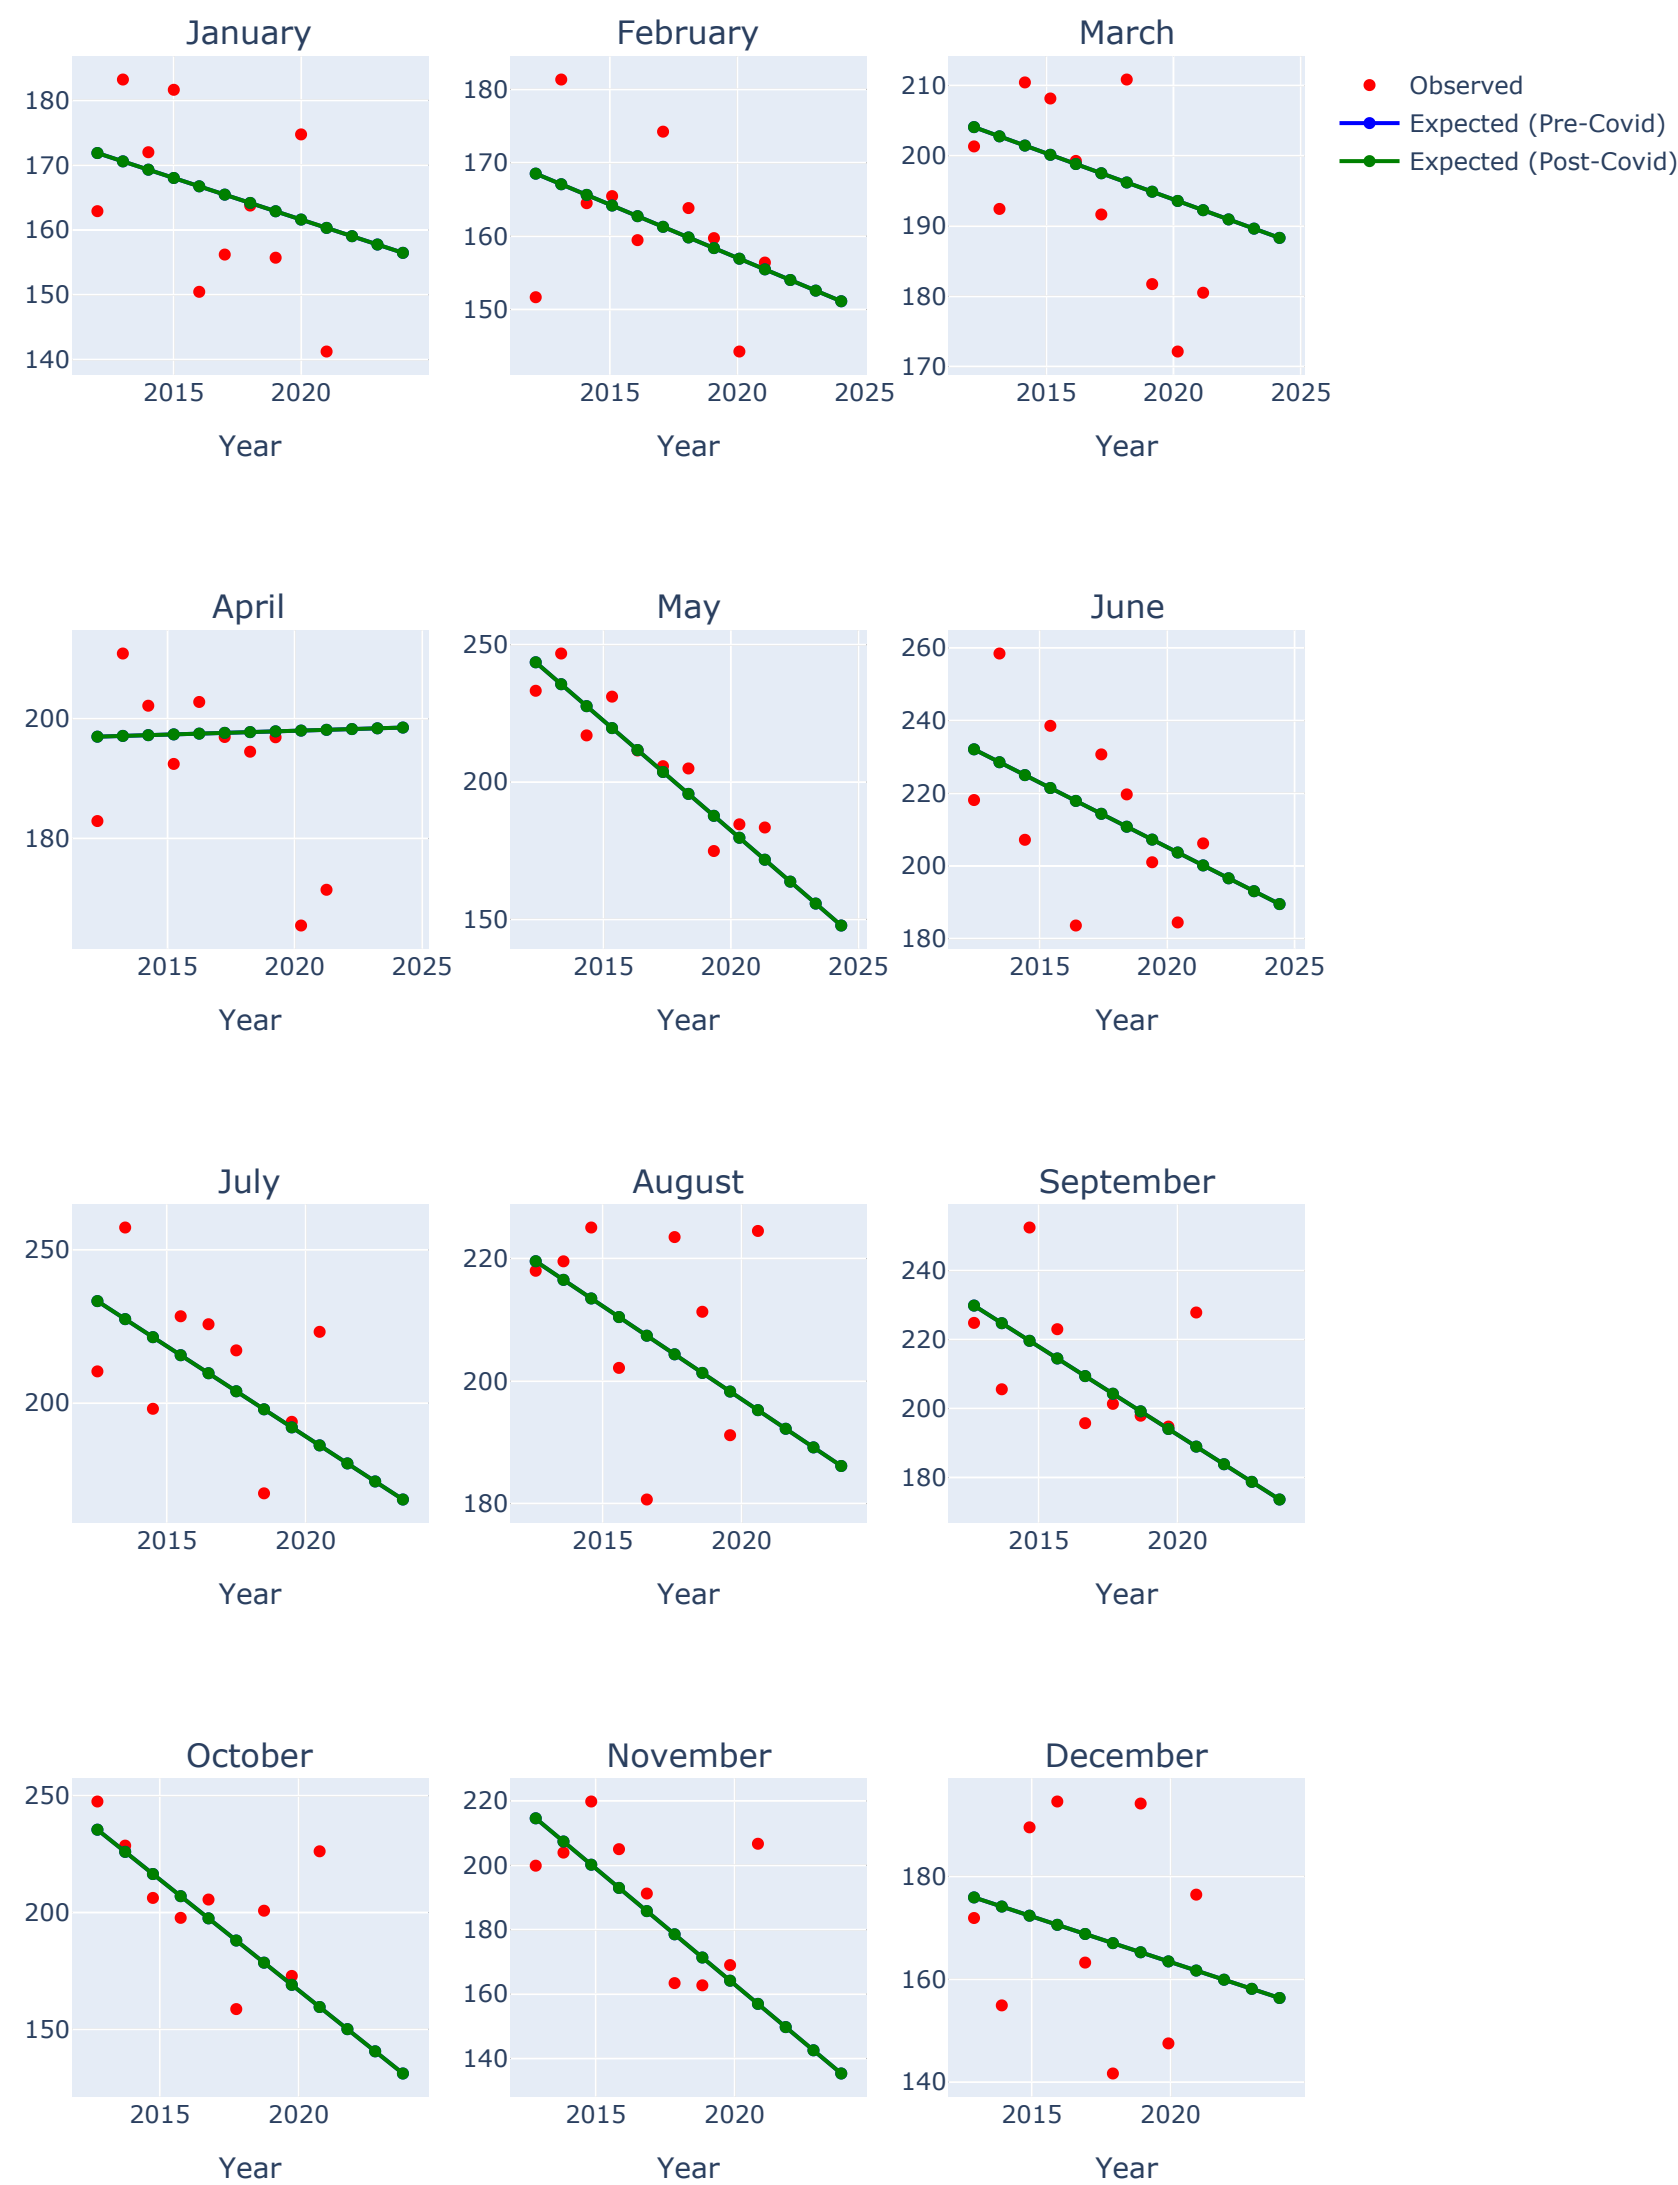 January
February
March
Observed
Expected (Pre-Covid)
Expected (Post-Covid)
180
170
160
150
140
2015
2020
Year
180
170
160
150
2015
2020
2025
Year
210
200
190
180
170
2015
2020
2025
Year
April
May
June
200
180
2015
2020
2025
Year
250
200
150
2015
2020
2025
Year
260
240
220
200
180
2015
2020
2025
Year
July
August
September
250
200
2015
2020
Year
220
200
180
2015
2020
Year
240
220
200
180
2015
2020
Year
October
November
December
250
200
150
2015
2020
Year
220
200
180
160
140
2015
2020
Year
180
160
140
2015
2020
Year